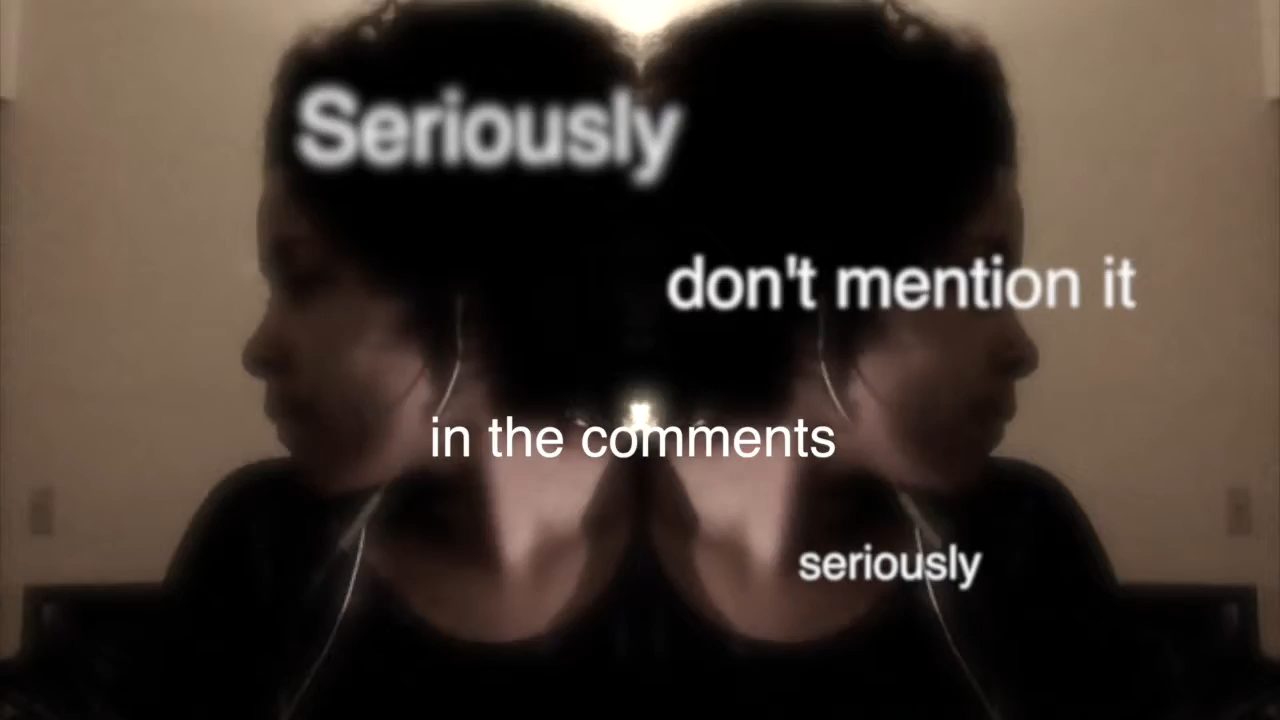 Seriously
don't mention it
in the comments
seriously